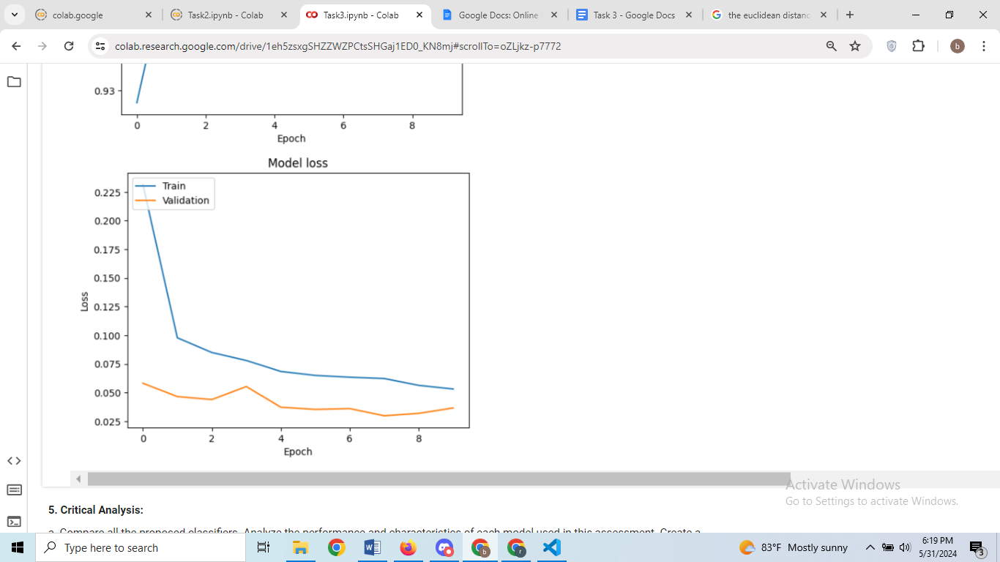 colab.google
Task2.ipynb - Colab
Task3.ipynb - Colab
Google Docs: Online
Task 3 - Google Docs
the euclidean distanc
colab.research.google.com/drive/1eh5zsxgSHZZWZPCtsSHGaj1ED0_KN8mj#scrollTo=oZLjkz-p7772
b
0.93
0 2 4 6 8
Epoch
Model loss
Train
Validation
0.225
0.200
0.175
0.150
0.125
0.100
0.075
0.050
0.025
Loss
0 2 4 6 8
Epoch
Activate Windows
Go to Settings to activate Windows.
5. Critical Analysis:
a. Compare all the proposed classifiers. Analyze the performance and characteristics of each model used in this assessment. Create a
Type here to search
b
r
83°F Mostly sunny
6:19 PM
5/31/2024
3